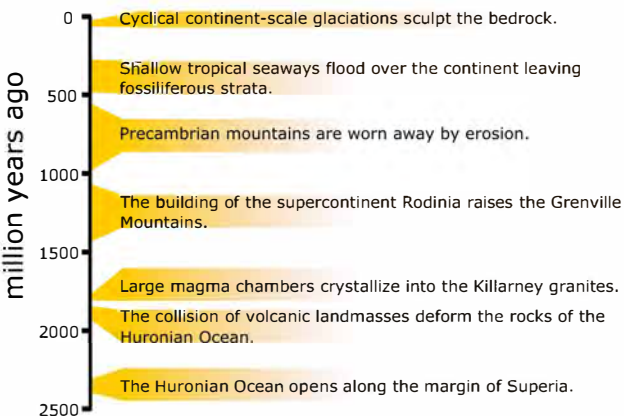 0
Cyclical continent-scale glaciations sculpt the bedrock.
Shallow tropical seaways flood over the continent leaving
fossiliferous strata.
500
Precambrian mountains are worn away by erosion.
1000
The building of the supercontinent Rodinia raises the Grenville
Mountains.
1500
Large magma chambers crystallize into the Killarney granites.
The collision of volcanic landmasses deform the rocks of the
Huronian Ocean.
2000
The Huronian Ocean opens along the margin of Superia.
2500
million years ago